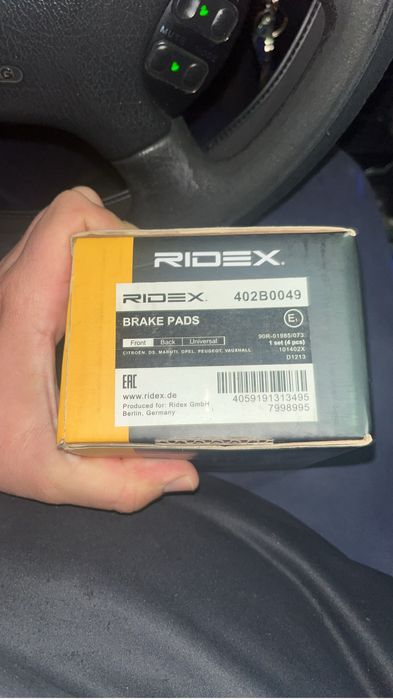 RIDEX.
RIDEX. 402B0049
BRAKE PADS
E
90R-01985/073
Front Back Universal
1 set (4 pcs)
CITROËN, DS, MARUTI, OPEL, PEUGEOT, VAUXHALL
101402X
D1213
EAC
www.ridex.de
4059191313495
Produced for: Ridex GmbH
7998995
Berlin, Germany